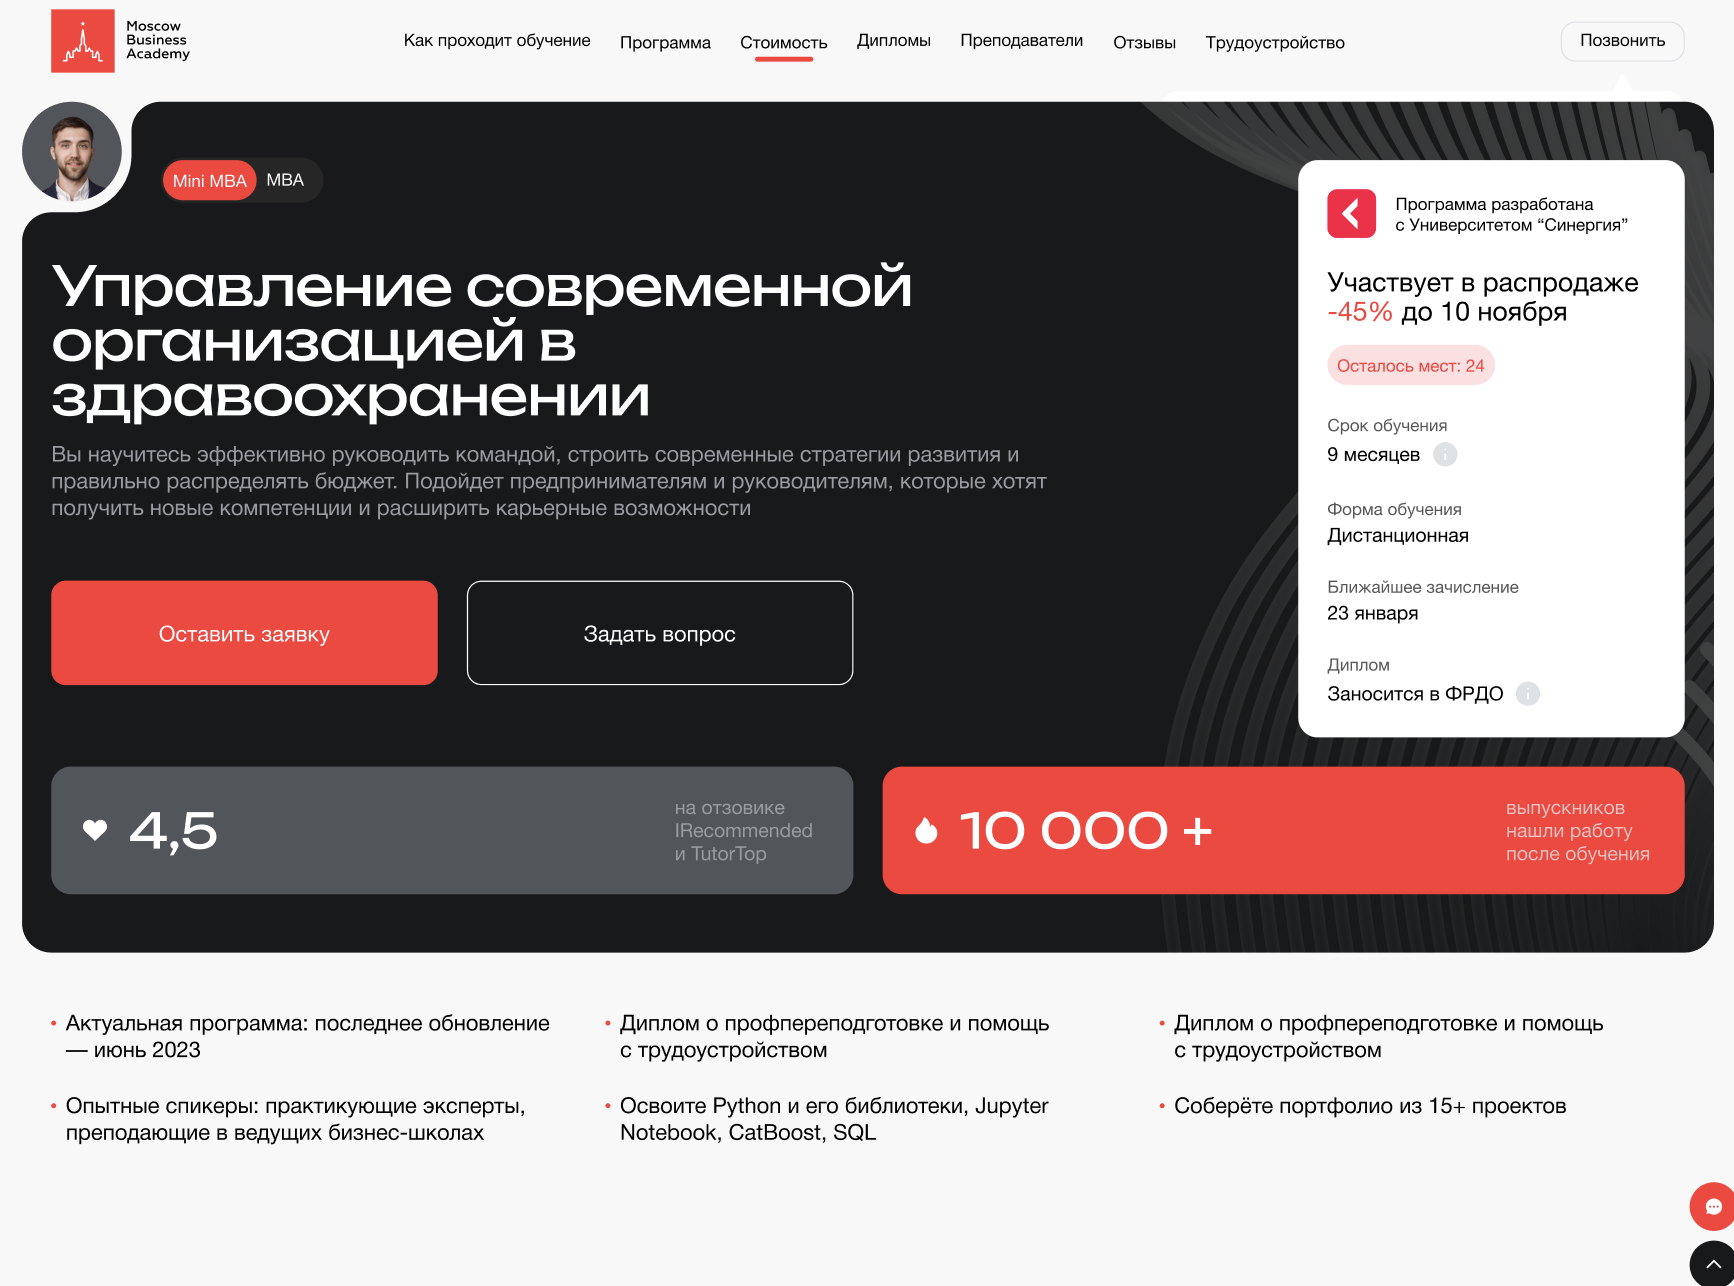 Moscow
Business
Academy
Как проходит обучение
Программа
Стоимость
Дипломы
Преподаватели
Отзывы
Трудоустройство
Позвонить
Mini MBA
MBA
Управление современной
организацией в
здравоохранении
Вы научитесь эффективно руководить командой, строить современные стратегии развития и
правильно распределять бюджет. Подойдет предпринимателям и руководителям, которые хотят
получить новые компетенции и расширить карьерные возможности
Оставить заявку
Задать вопрос
Программа разработана
с Университетом “Синергия”
Участвует в распродаже
-45% до 10 ноября
Осталось мест: 24
Срок обучения
9 месяцев
Форма обучения
Дистанционная
Ближайшее зачисление
23 января
Диплом
Заносится в ФРДО
4,5
на отзовике
IRecommended
и TutorTop
10 000 +
выпускников
нашли работу
после обучения
• Актуальная программа: последнее обновление
— июнь 2023
• Опытные спикеры: практикующие эксперты,
преподающие в ведущих бизнес-школах
• Диплом о профпереподготовке и помощь
с трудоустройством
• Освоите Python и его библиотеки, Jupyter
Notebook, CatBoost, SQL
• Диплом о профпереподготовке и помощь
с трудоустройством
• Соберёте портфолио из 15+ проектов